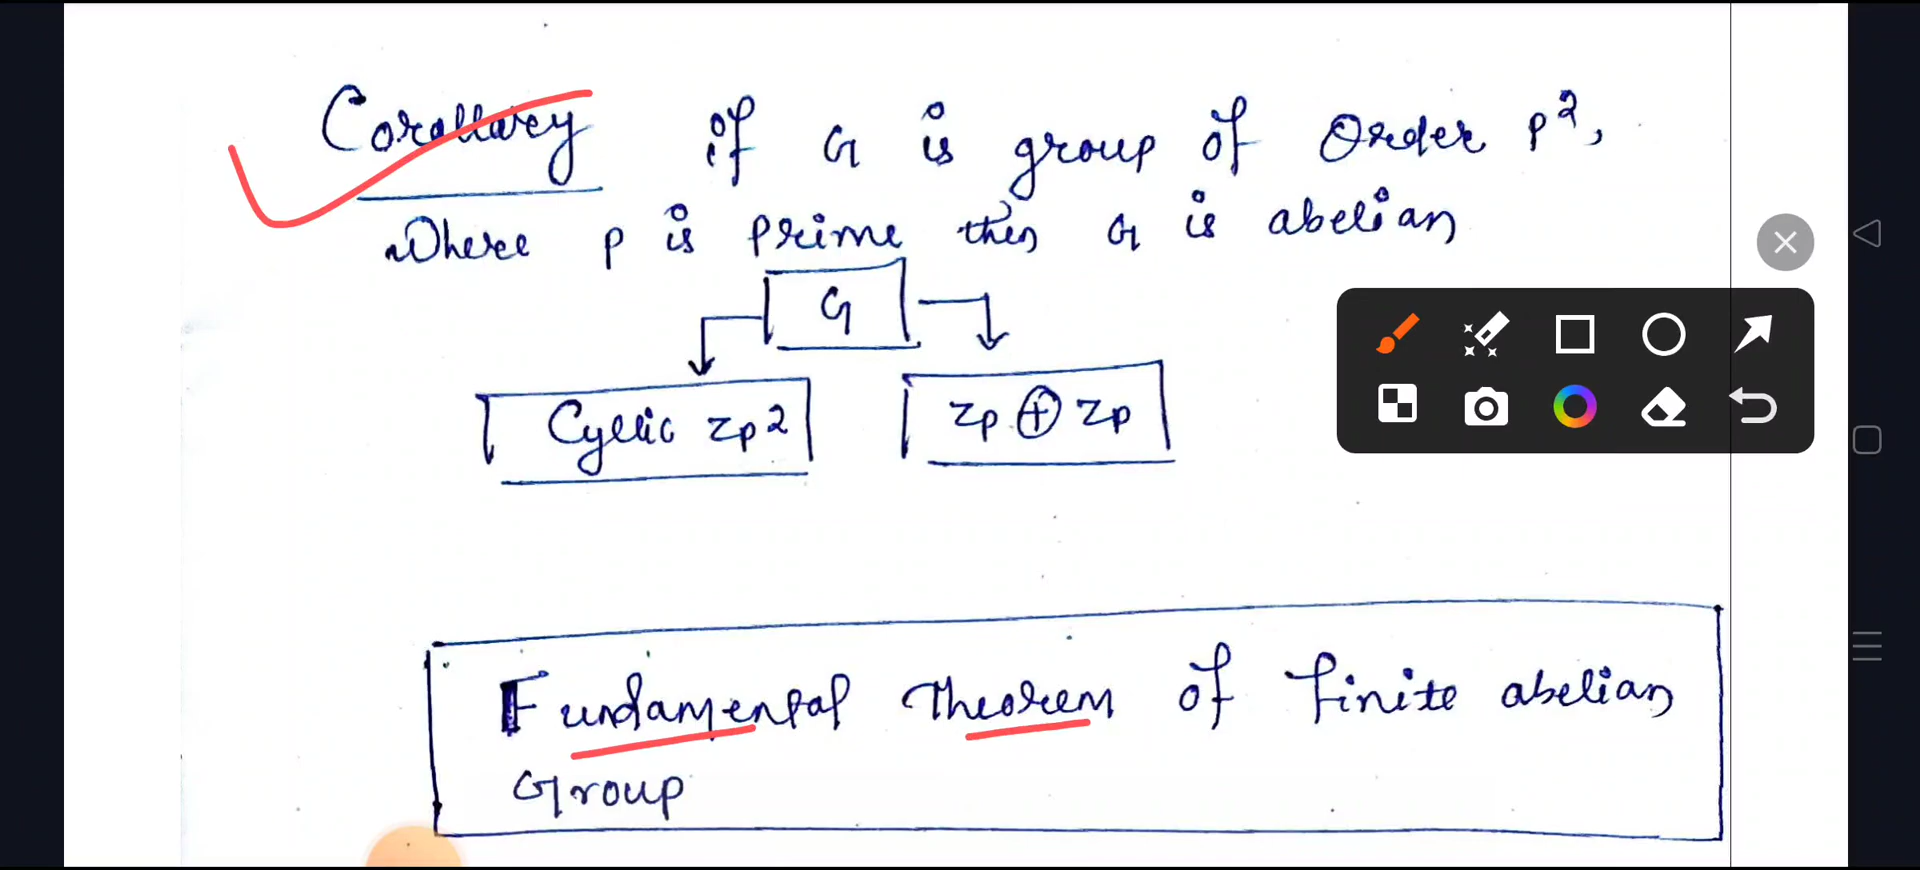 Corollary if G is group of Order p²,
Where p is prime then G is abelian
G
Cyclic Zp²
Zp ⊕ Zp
Fundamental Theorem of finite abelian
Group